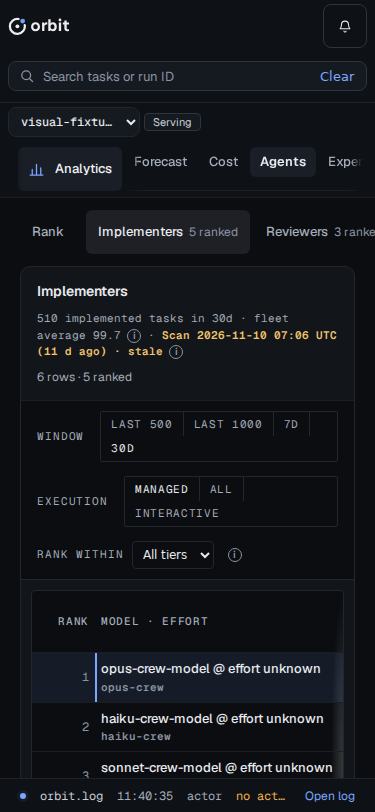 orbit
Search tasks or run ID Clear
visual-fixtu… Serving
Analytics Forecast Cost Agents Exper
Rank Implementers 5 ranked Reviewers 3 ranke
Implementers
510 implemented tasks in 30d · fleet
average 99.7 · Scan 2026-11-10 07:06 UTC
(11 d ago) · stale
6 rows · 5 ranked
WINDOW LAST 500 LAST 1000 7D
30D
EXECUTION MANAGED ALL
INTERACTIVE
RANK WITHIN All tiers
RANK MODEL · EFFORT
1 opus-crew-model @ effort unknown
opus-crew
2 haiku-crew-model @ effort unknown
haiku-crew
3 sonnet-crew-model @ effort unknown
orbit.log 11:40:35 actor no act… Open log